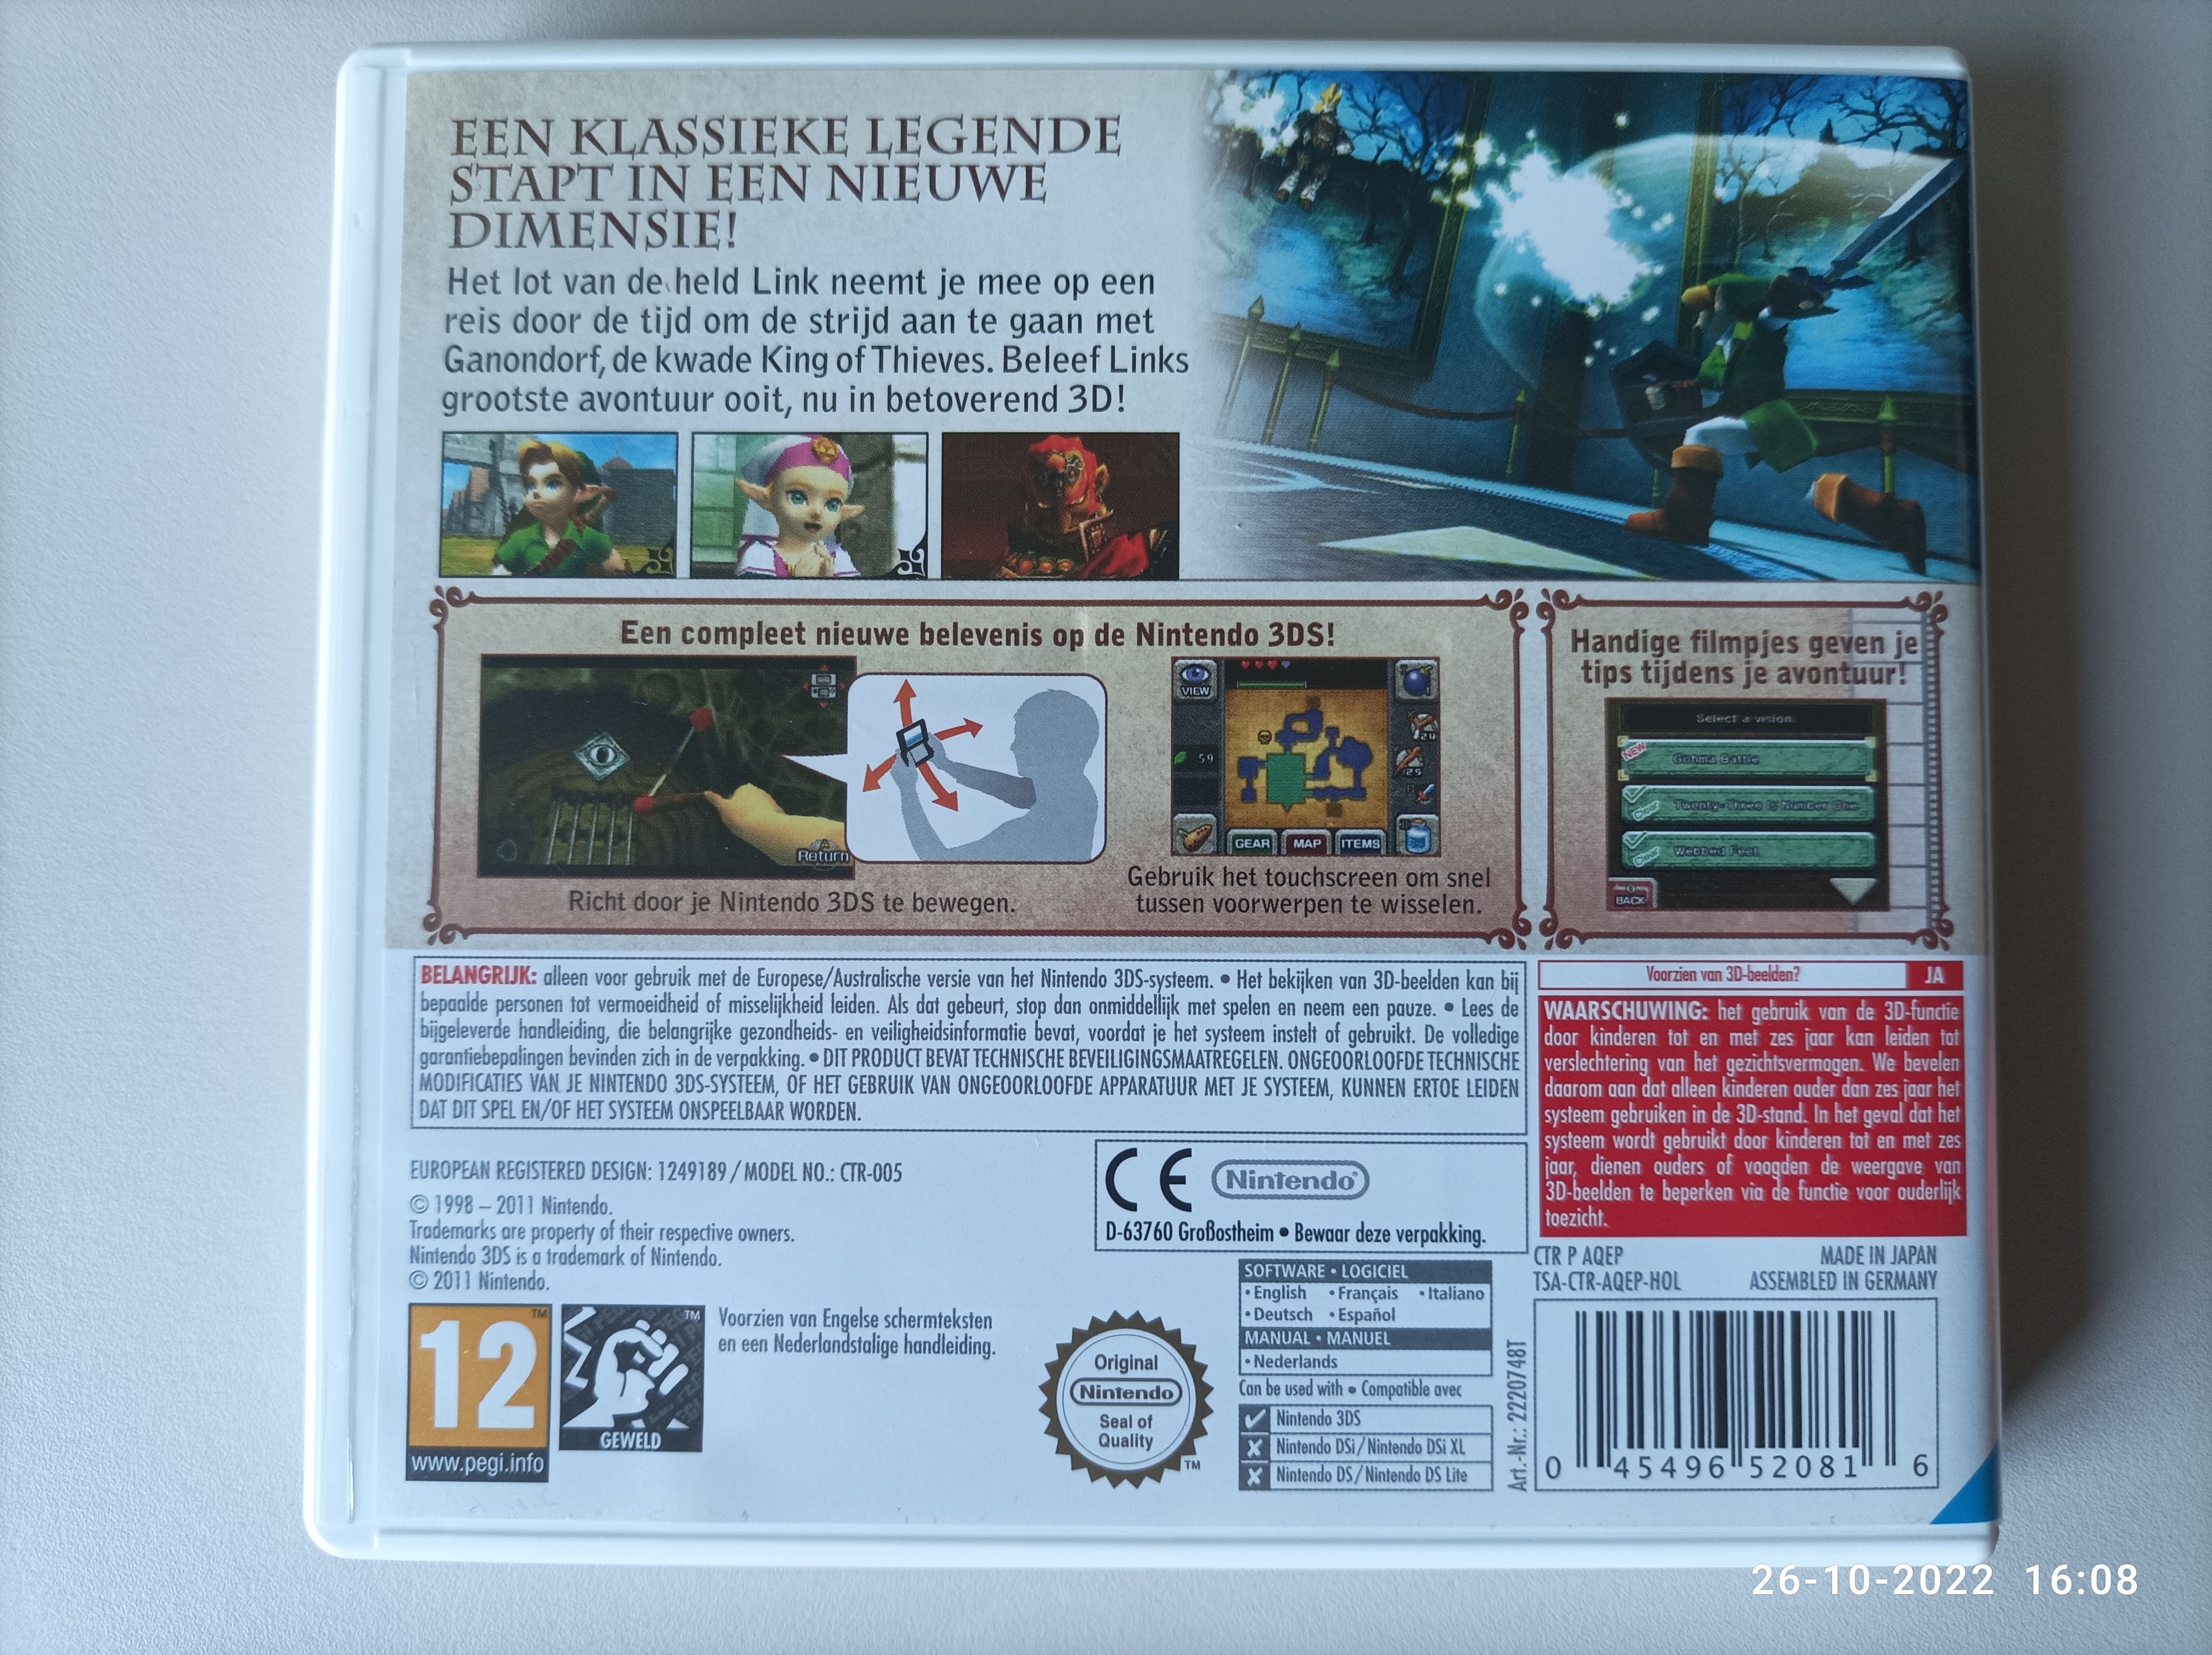 EEN KLASSIEKE LEGENDE
STAPT IN EEN NIEUWE
DIMENSIE!
Het lot van de held Link neemt je mee op een
reis door de tijd om de strijd aan te gaan met
Ganondorf, de kwade King of Thieves. Beleef Links
grootste avontuur ooit, nu in betoverend 3D!
Een compleet nieuwe belevenis op de Nintendo 3DS!
A
Return
Richt door je Nintendo 3DS te bewegen.
VIEW
59
24
25
GEAR MAP ITEMS
Gebruik het touchscreen om snel
tussen voorwerpen te wisselen.
Handige filmpjes geven je
tips tijdens je avontuur!
Select a vision.
NEW
Gohma Battle
Clear
Twenty-Three is Number One
Clear
Webbed Feet
BACK
BELANGRIJK: alleen voor gebruik met de Europese/Australische versie van het Nintendo 3DS-systeem. • Het bekijken van 3D-beelden kan bij
bepaalde personen tot vermoeidheid of misselijkheid leiden. Als dat gebeurt, stop dan onmiddellijk met spelen en neem een pauze. • Lees de
bijgeleverde handleiding, die belangrijke gezondheids- en veiligheidsinformatie bevat, voordat je het systeem instelt of gebruikt. De volledige
garantiebepalingen bevinden zich in de verpakking. • DIT PRODUCT BEVAT TECHNISCHE BEVEILIGINGSMAATREGELEN. ONGEOORLOOFDE TECHNISCHE
MODIFICATIES VAN JE NINTENDO 3DS-SYSTEEM, OF HET GEBRUIK VAN ONGEOORLOOFDE APPARATUUR MET JE SYSTEEM, KUNNEN ERTOE LEIDEN
DAT DIT SPEL EN/OF HET SYSTEEM ONSPEELBAAR WORDEN.
Voorzien van 3D-beelden? JA
WAARSCHUWING: het gebruik van de 3D-functie
door kinderen tot en met zes jaar kan leiden tot
verslechtering van het gezichtsvermogen. We bevelen
daarom aan dat alleen kinderen ouder dan zes jaar het
systeem gebruiken in de 3D-stand. In het geval dat het
systeem wordt gebruikt door kinderen tot en met zes
jaar, dienen ouders of voogden de weergave van
3D-beelden te beperken via de functie voor ouderlijk
toezicht.
EUROPEAN REGISTERED DESIGN: 1249189 / MODEL NO.: CTR-005
© 1998 – 2011 Nintendo.
Trademarks are property of their respective owners.
Nintendo 3DS is a trademark of Nintendo.
© 2011 Nintendo.
CE Nintendo®
D-63760 Großostheim • Bewaar deze verpakking.
CTR P AQEP MADE IN JAPAN
TSA-CTR-AQEP-HOL ASSEMBLED IN GERMANY
12 ™
www.pegi.info
™
GEWELD
Voorzien van Engelse schermteksten
en een Nederlandstalige handleiding.
Original
Nintendo
Seal of
Quality
™
SOFTWARE • LOGICIEL
• English • Français • Italiano
• Deutsch • Español
MANUAL • MANUEL
• Nederlands
Can be used with • Compatible avec
Nintendo 3DS
Nintendo DSi/Nintendo DSi XL
Nintendo DS/Nintendo DS Lite
Art.-Nr.: 2220748T
0 45496 52081 6
26-10-2022 16:08